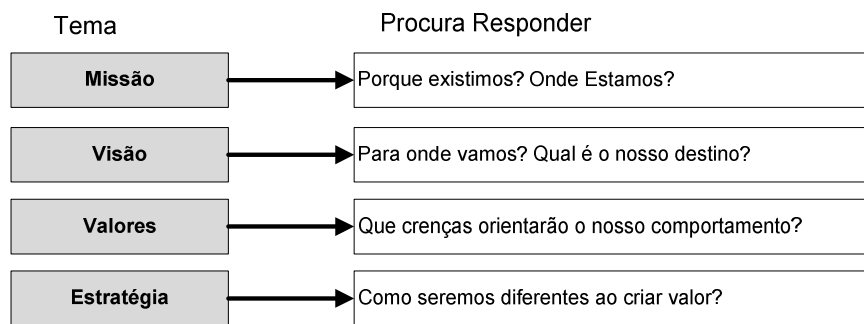 Tema
Procura Responder
Missão
Porque existimos? Onde Estamos?
Visão
Para onde vamos? Qual é o nosso destino?
Valores
Que crenças orientarão o nosso comportamento?
Estratégia
Como seremos diferentes ao criar valor?